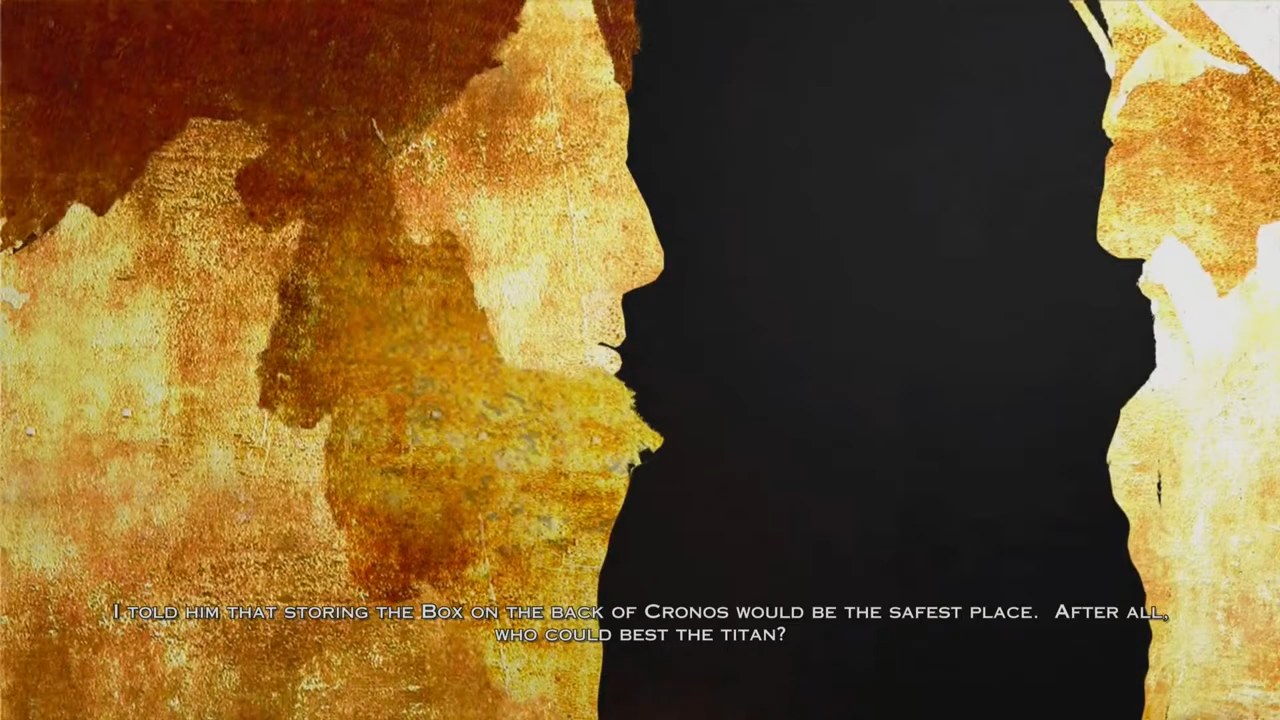 I told him that storing the Box on the back of Cronos would be the safest place.  After all,
who could best the titan?